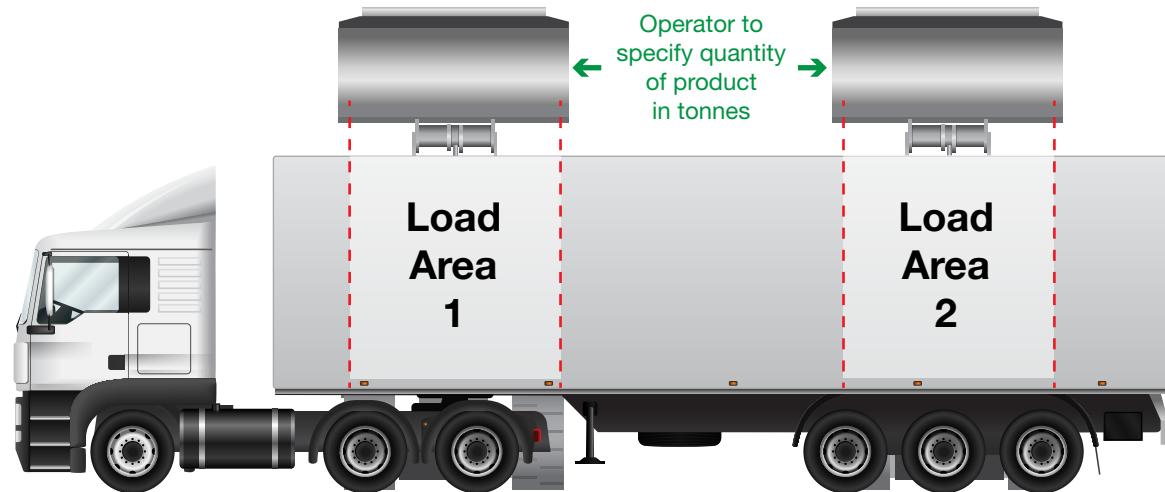 Operator to
specify quantity
of product
in tonnes
Load
Area
1
Load
Area
2